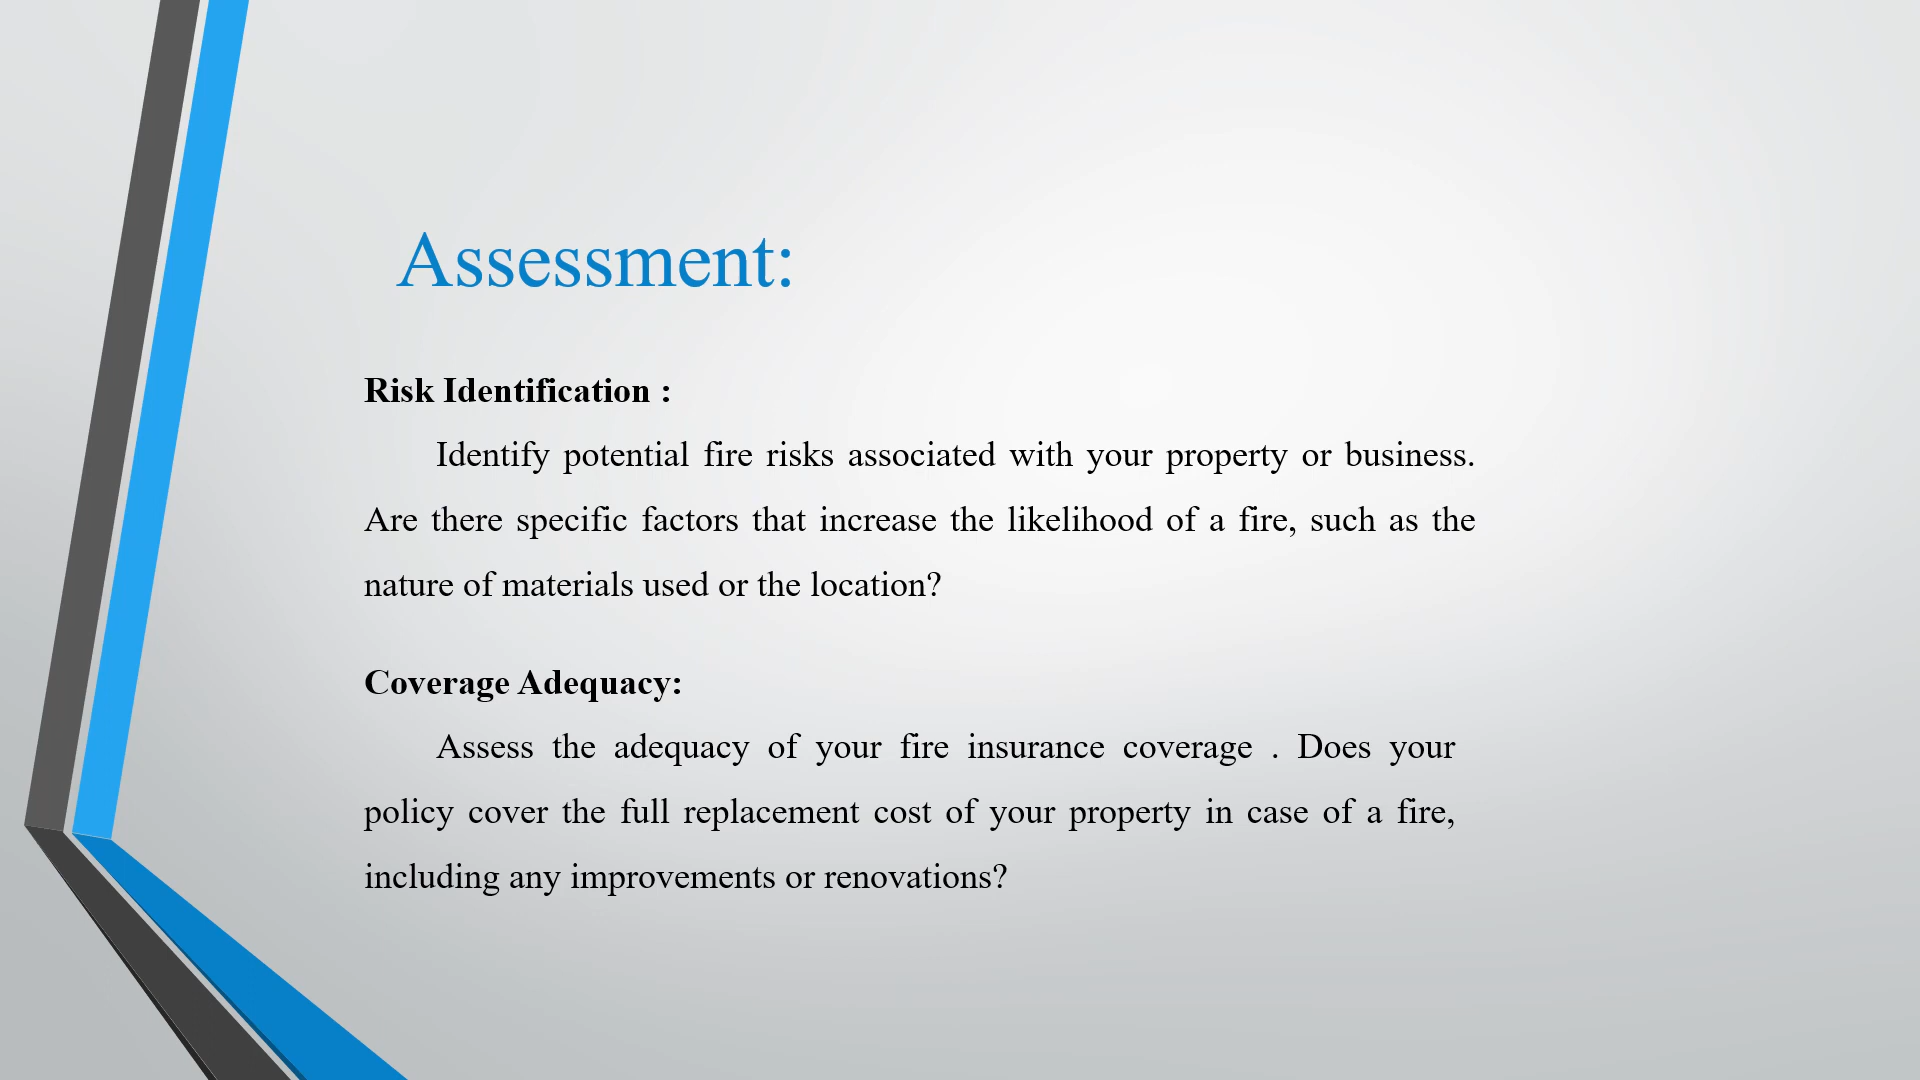 Assessment:
Risk Identification :
Identify potential fire risks associated with your property or business.
Are there specific factors that increase the likelihood of a fire, such as the
nature of materials used or the location?
Coverage Adequacy:
Assess the adequacy of your fire insurance coverage . Does your
policy cover the full replacement cost of your property in case of a fire,
including any improvements or renovations?